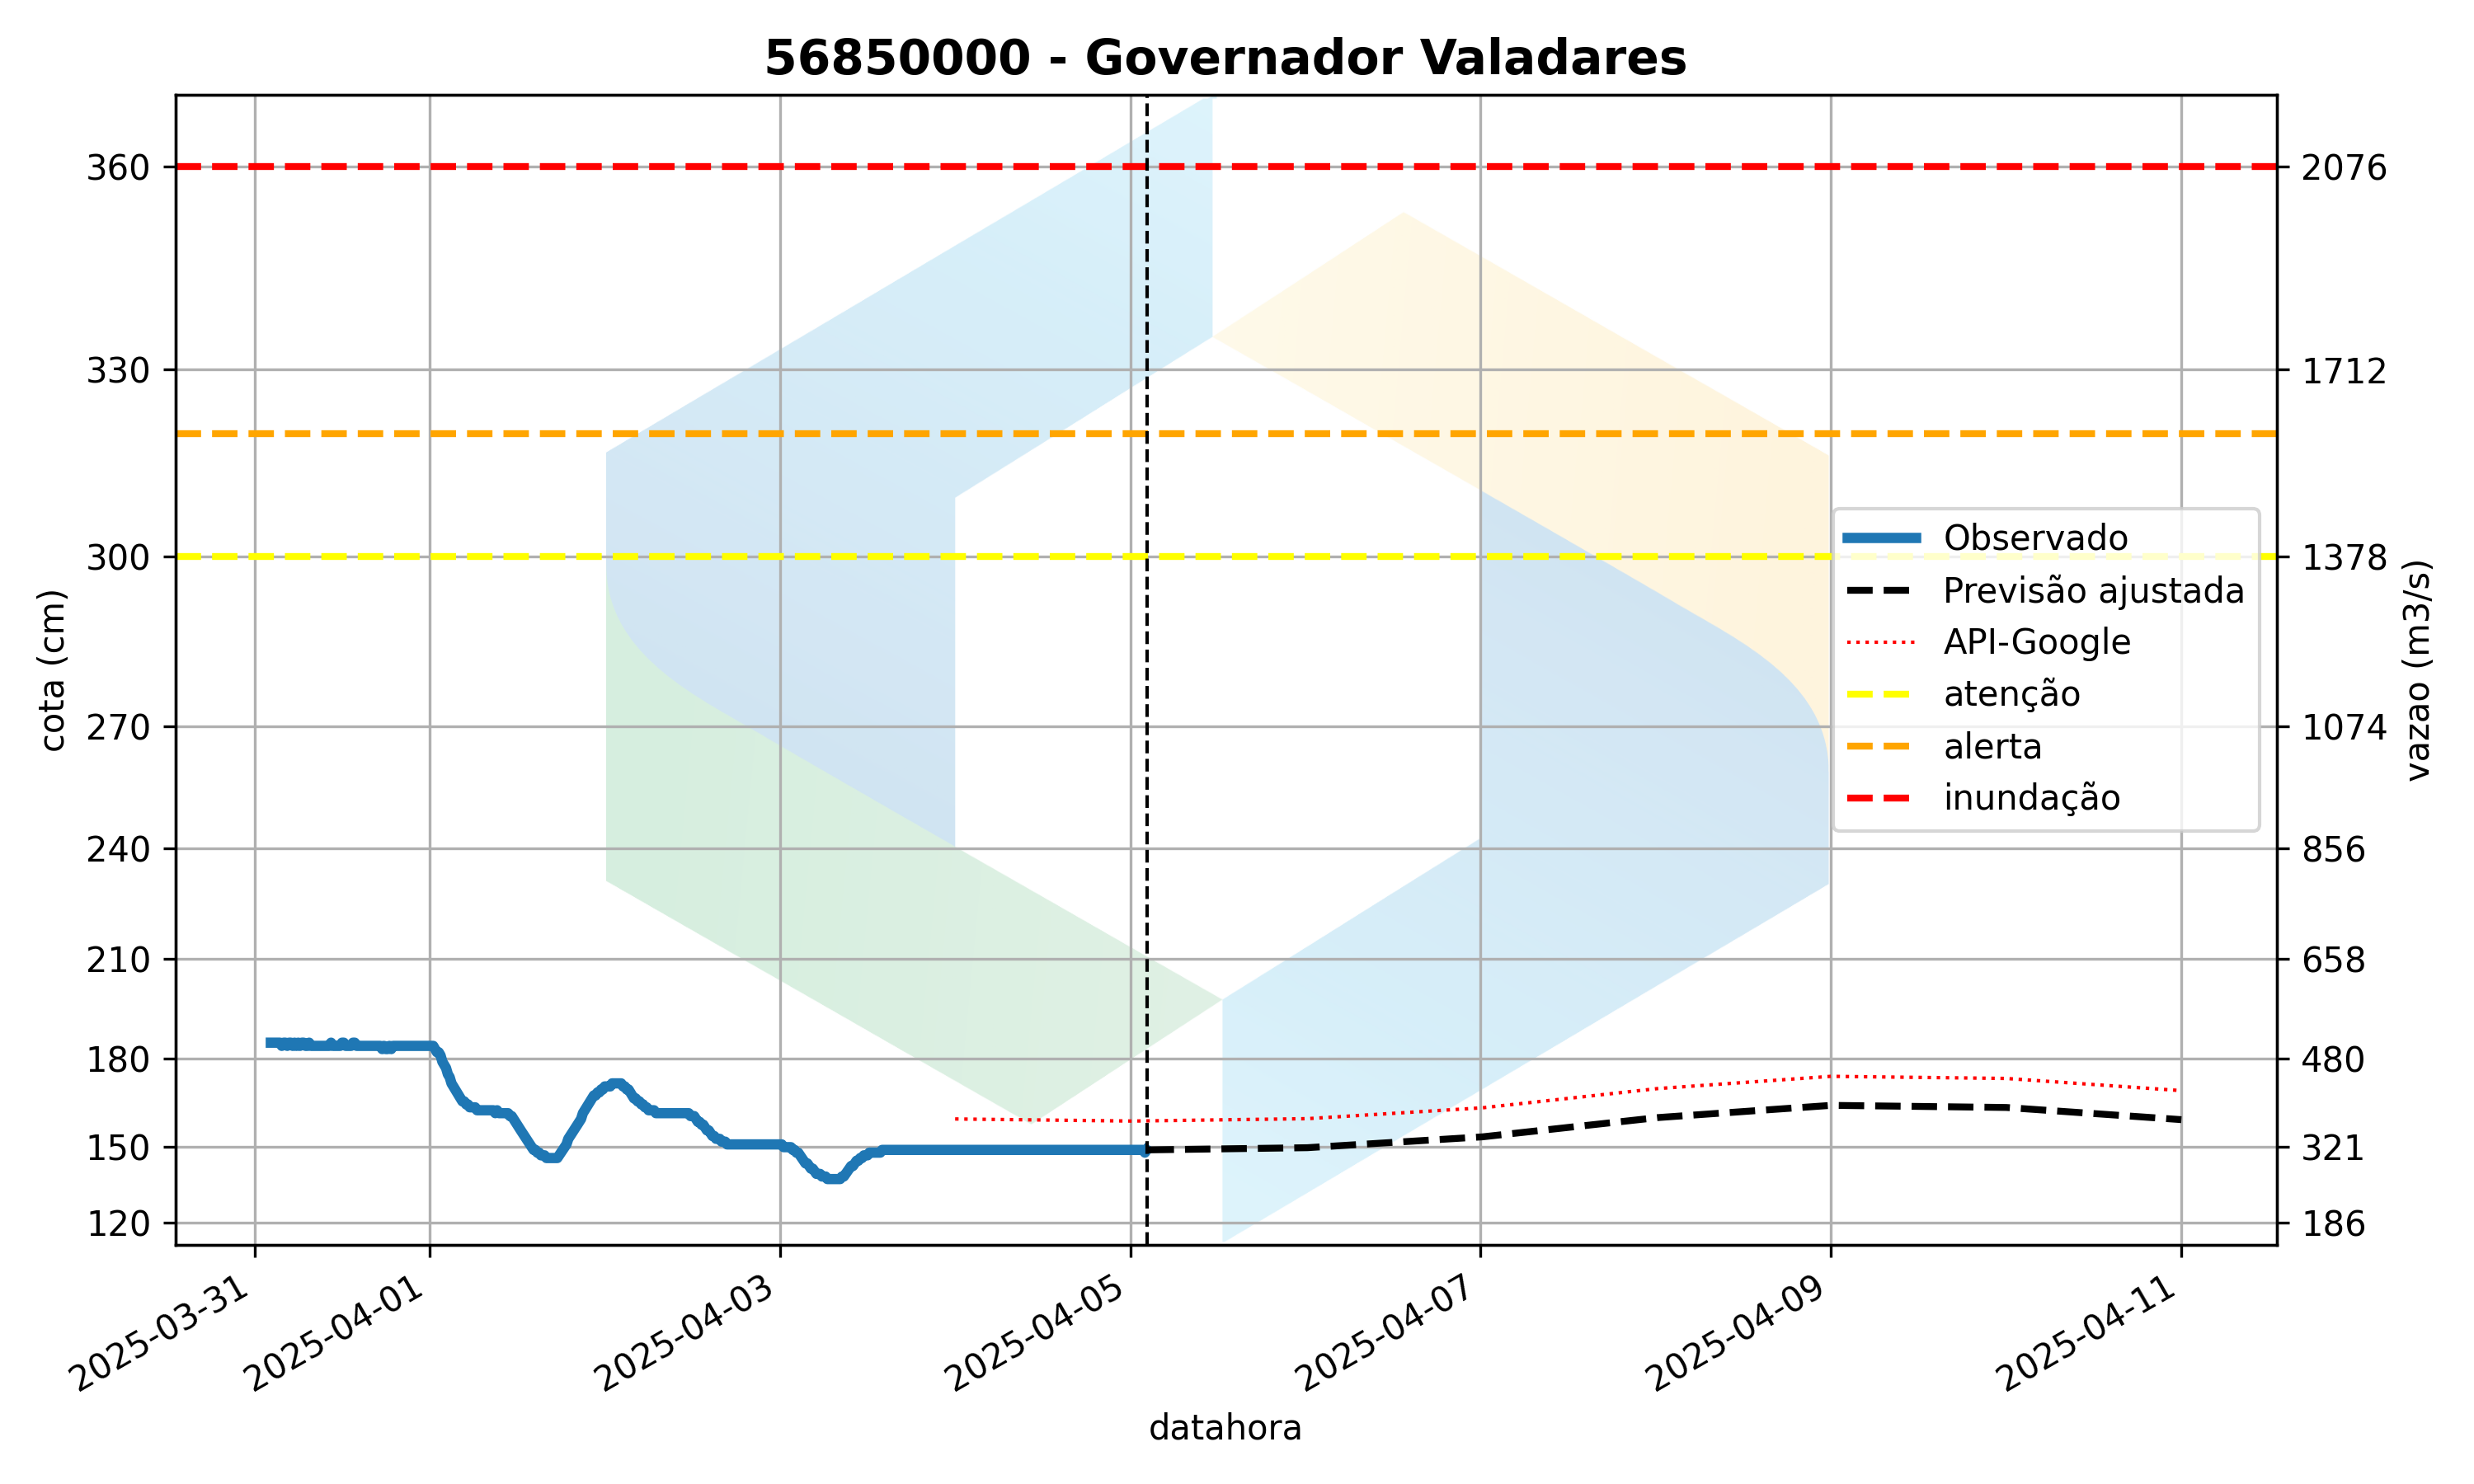 56850000 - Governador Valadares
cota (cm)
360
330
300
270
240
210
180
150
120
2076
1712
1378
1074
856
658
480
321
186
vazao (m3/s)
Observado
Previsão ajustada
API-Google
atenção
alerta
inundação
2025-03-31
2025-04-01
2025-04-03
2025-04-05
2025-04-07
2025-04-09
2025-04-11
datahora